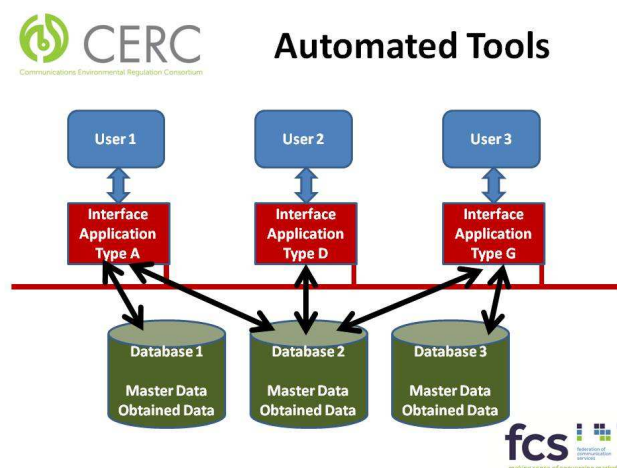 CERC
Communications Environmental Regulation Consortium
Automated Tools
User 1
User 2
User 3
Interface
Application
Type A
Interface
Application
Type D
Interface
Application
Type G
Database 1
Master Data
Obtained Data
Database 2
Master Data
Obtained Data
Database 3
Master Data
Obtained Data
fcs
federation of
communication
services